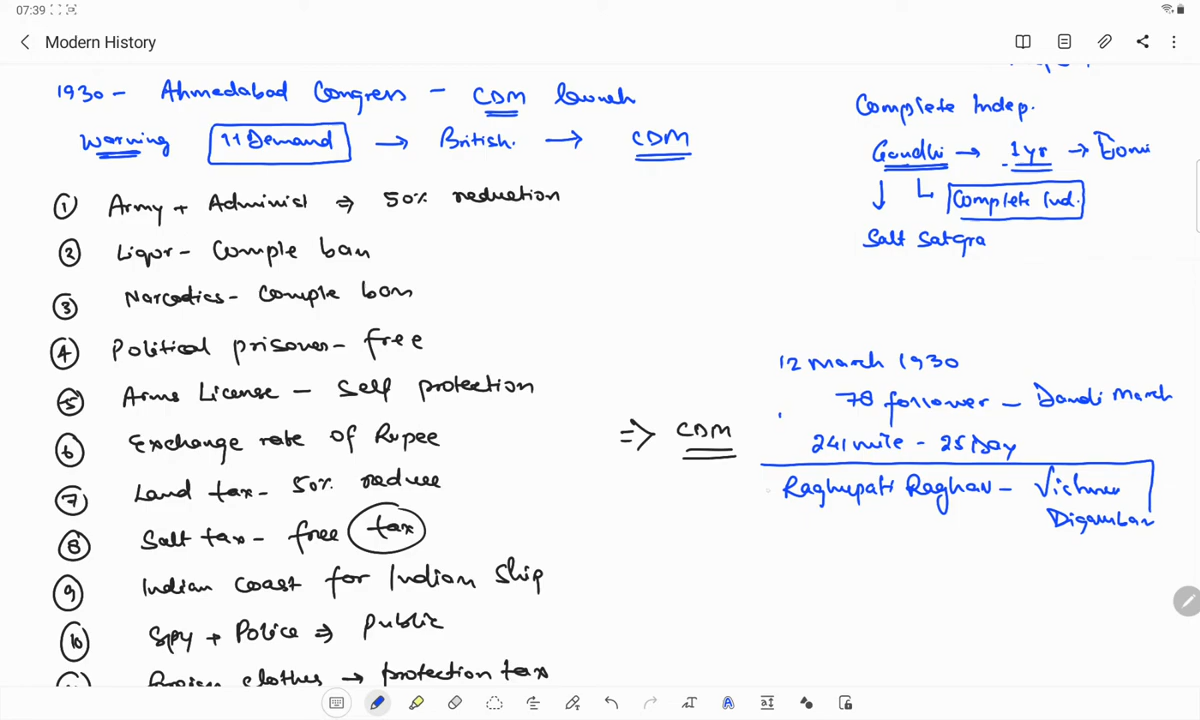 07:39
Modern History
1930 - Ahmedabad Congress - CDM launch
Warning 11 Demand → British. → CDM
① Army + Administ ⇒ 50% reduction
② Liqor - Comple ban
③ Narcodics - Comple ban
④ Political prisoner - free
⑤ Arms License - Self protection
⑥ Exchange rate of Rupee
⑦ Land tax - 50% reduce
⑧ Salt tax - free tax
⑨ Indian coast for Indian Ship
⑩ Spy + Police ⇒ public
clothes → protection tax
Complete Indep.
Gandhi → 1yr →
↓ Complete Ind.
Salt Satgra
12 march 1930
78 follower - Dandi March
⇒ CDM
241 mile - 25 Day
Raghupati Raghav - Vishnu
Digambar